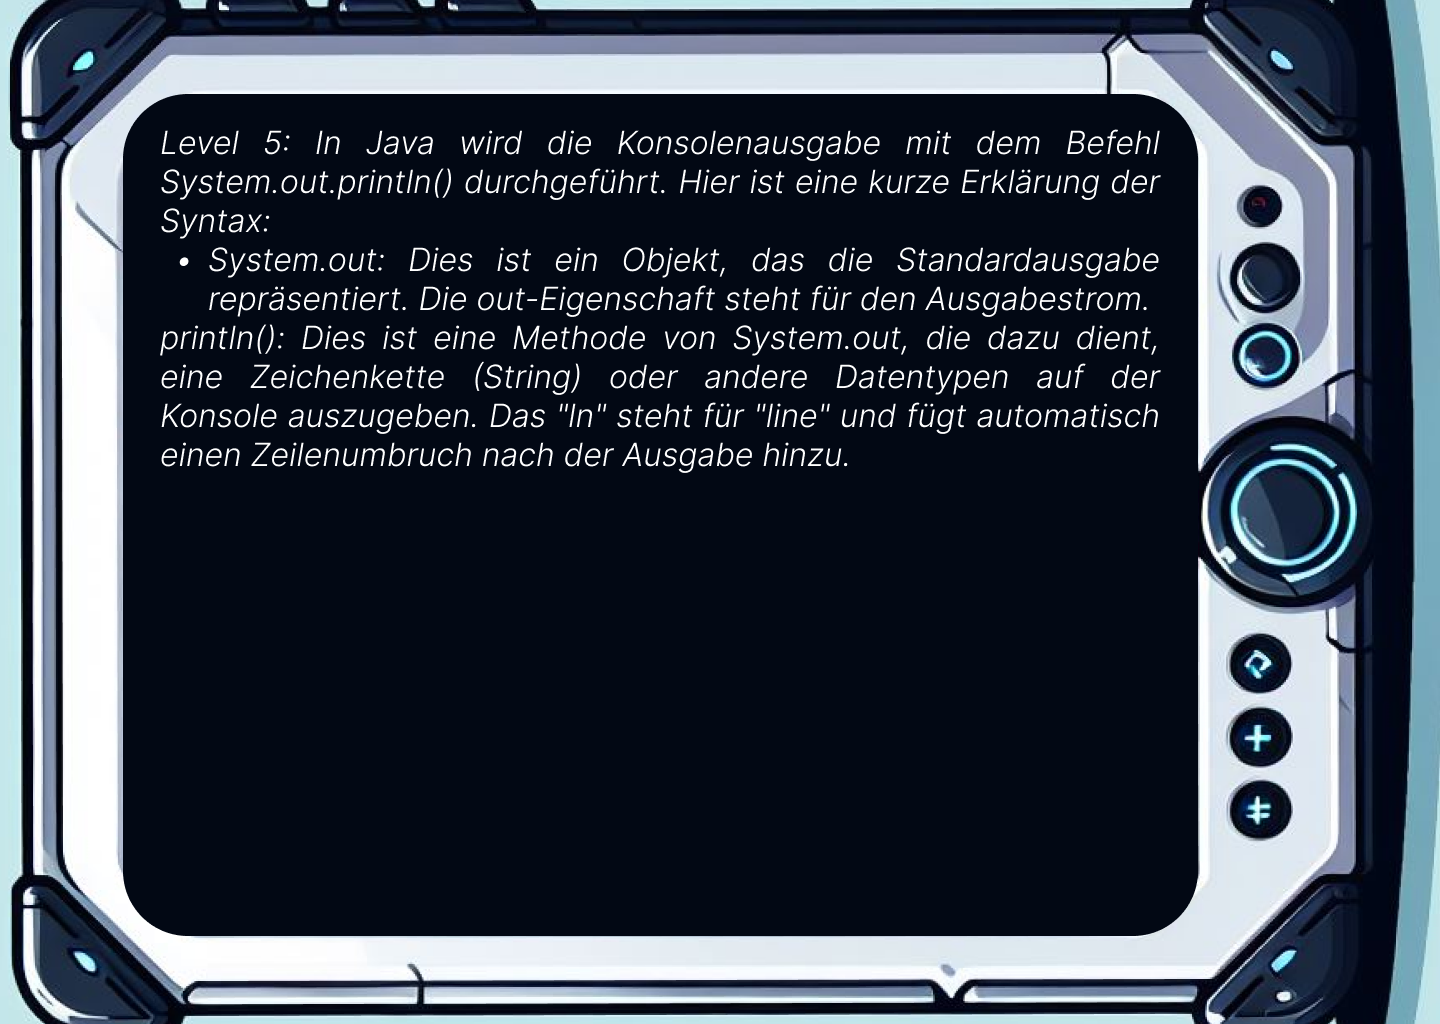 Level 5: In Java wird die Konsolenausgabe mit dem Befehl
System.out.println() durchgeführt. Hier ist eine kurze Erklärung der
Syntax:
• System.out: Dies ist ein Objekt, das die Standardausgabe
repräsentiert. Die out-Eigenschaft steht für den Ausgabestrom.
println(): Dies ist eine Methode von System.out, die dazu dient,
eine Zeichenkette (String) oder andere Datentypen auf der
Konsole auszugeben. Das "ln" steht für "line" und fügt automatisch
einen Zeilenumbruch nach der Ausgabe hinzu.